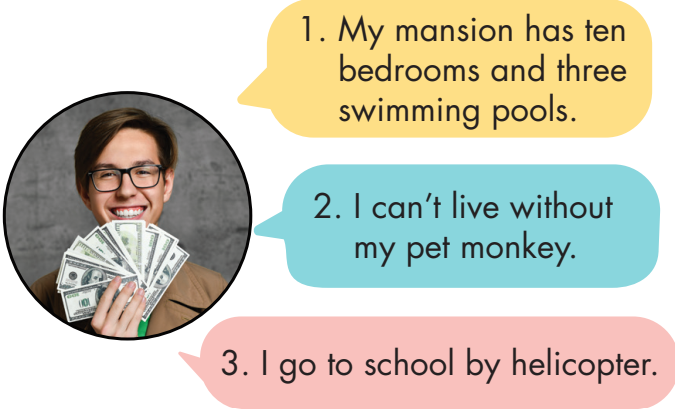 1. My mansion has ten
bedrooms and three
swimming pools.
2. I can’t live without
my pet monkey.
3. I go to school by helicopter.